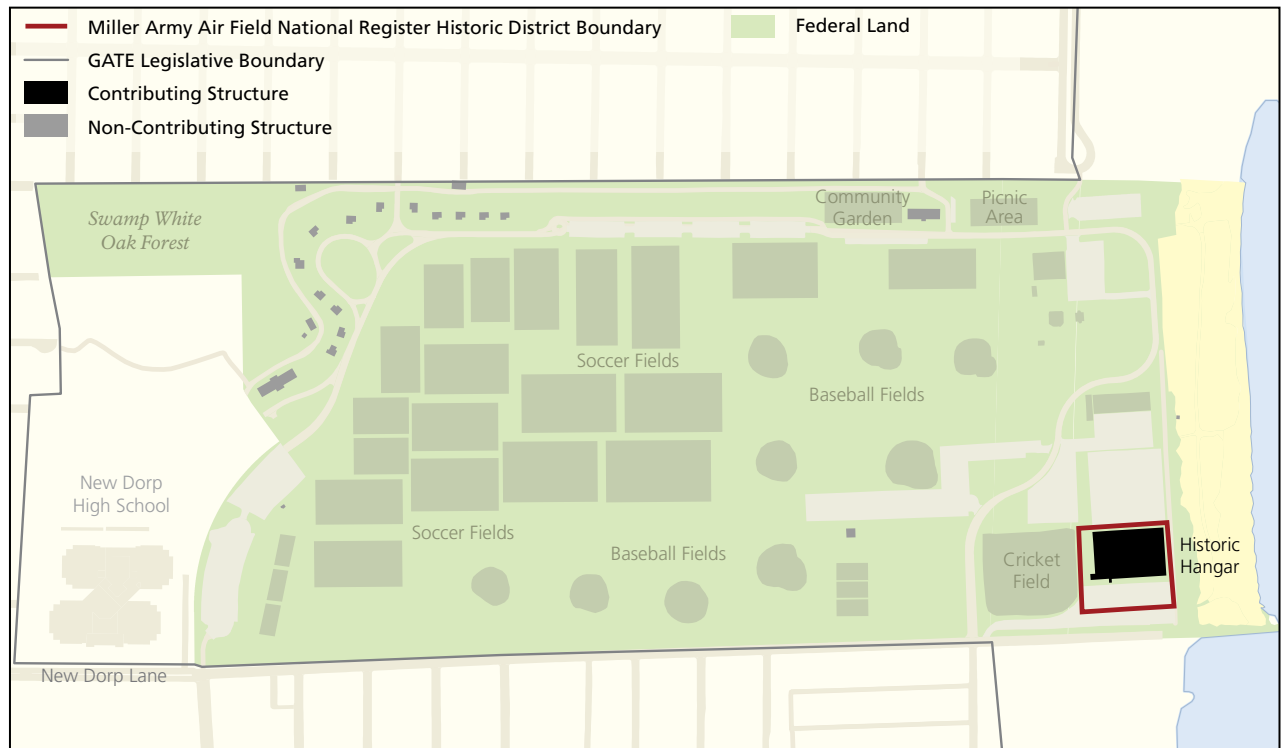 Miller Army Air Field National Register Historic District Boundary
Federal Land
GATE Legislative Boundary
Contributing Structure
Non-Contributing Structure
Swamp White
Oak Forest
Community
Garden
Picnic
Area
Soccer Fields
Baseball Fields
New Dorp
High School
Soccer Fields
Baseball Fields
Cricket
Field
Historic
Hangar
New Dorp Lane